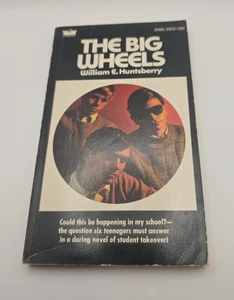 THE BIG
WHEELS
William E. Huntsberry
Could this be happening in my school?—
the question six teenagers must answer
in a daring novel of student takeover!